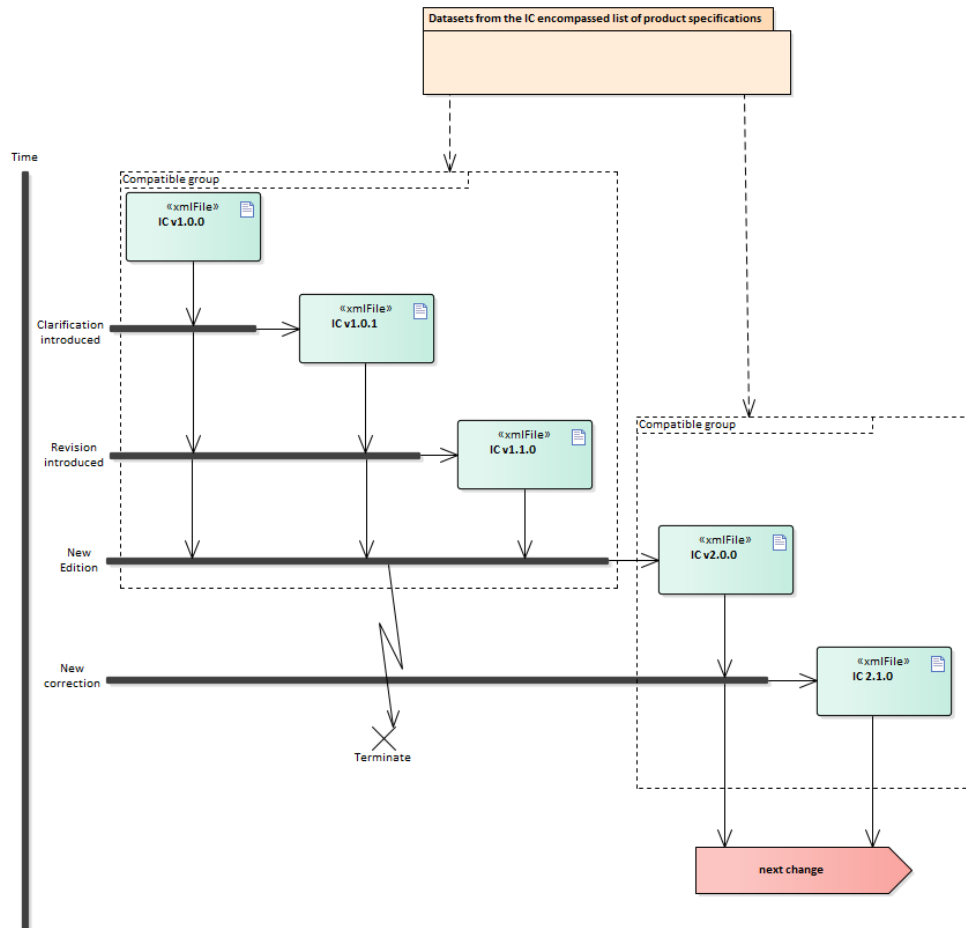 Datasets from the IC encompassed list of product specifications
Time
Compatible group
«xmlFile»
IC v1.0.0
«xmlFile»
IC v1.0.1
Clarification
introduced
Compatible group
«xmlFile»
IC v1.1.0
Revision
introduced
«xmlFile»
IC v2.0.0
New
Edition
«xmlFile»
IC 2.1.0
New
correction
Terminate
next change